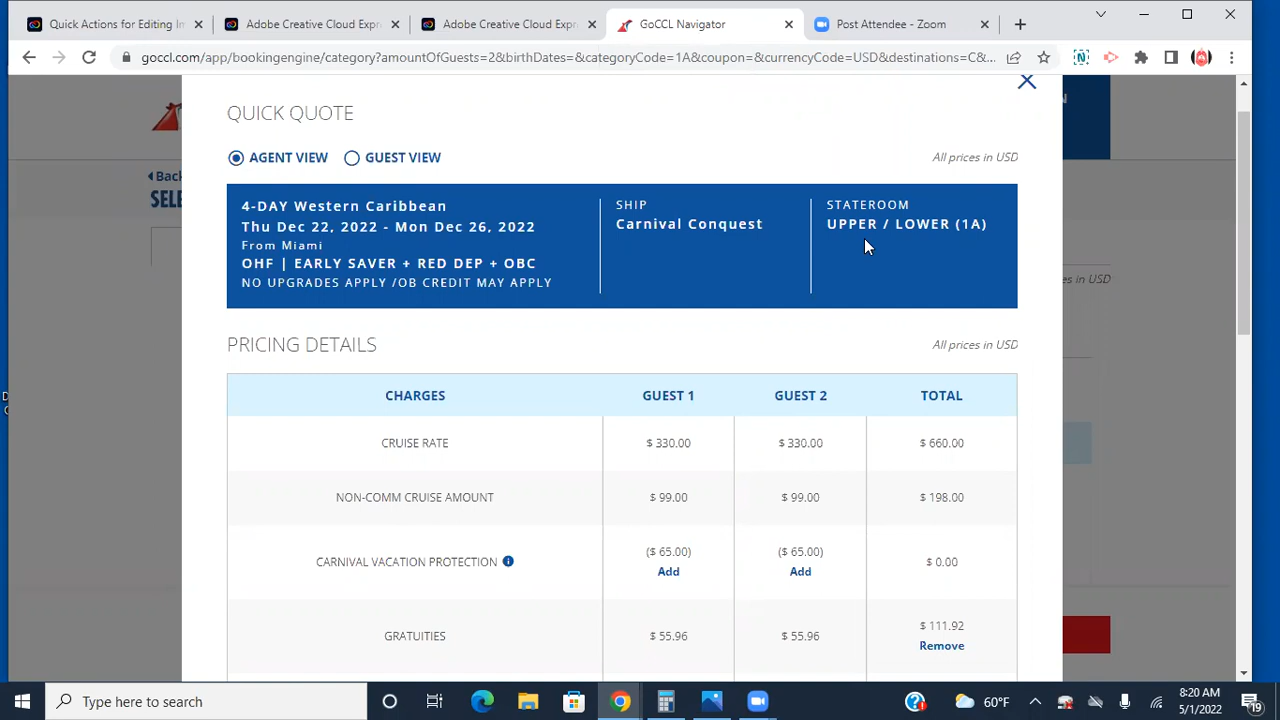 Quick Actions for Editing Im
Adobe Creative Cloud Expr
Adobe Creative Cloud Expr
GoCCL Navigator
Post Attendee - Zoom
goccl.com/app/bookingengine/category?amountOfGuests=2&birthDates=&categoryCode=1A&coupon=&currencyCode=USD&destinations=C&...
QUICK QUOTE
AGENT VIEW GUEST VIEW All prices in USD
Back
SELE
4-DAY Western Caribbean
Thu Dec 22, 2022 - Mon Dec 26, 2022
From Miami
OHF | EARLY SAVER + RED DEP + OBC
NO UPGRADES APPLY /OB CREDIT MAY APPLY
SHIP
Carnival Conquest
STATEROOM
UPPER / LOWER (1A)
es in USD
PRICING DETAILS All prices in USD
CHARGES GUEST 1 GUEST 2 TOTAL
CRUISE RATE $ 330.00 $ 330.00 $ 660.00
NON-COMM CRUISE AMOUNT $ 99.00 $ 99.00 $ 198.00
CARNIVAL VACATION PROTECTION ($ 65.00) ($ 65.00) $ 0.00
Add Add
GRATUITIES $ 55.96 $ 55.96 $ 111.92
Remove
Type here to search
60°F
8:20 AM
5/1/2022
19